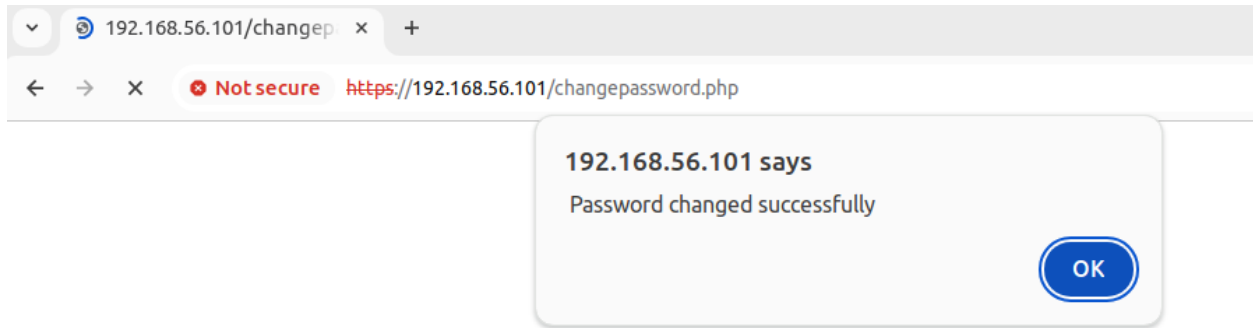 192.168.56.101/changep
Not secure https://192.168.56.101/changepassword.php
192.168.56.101 says
Password changed successfully
OK